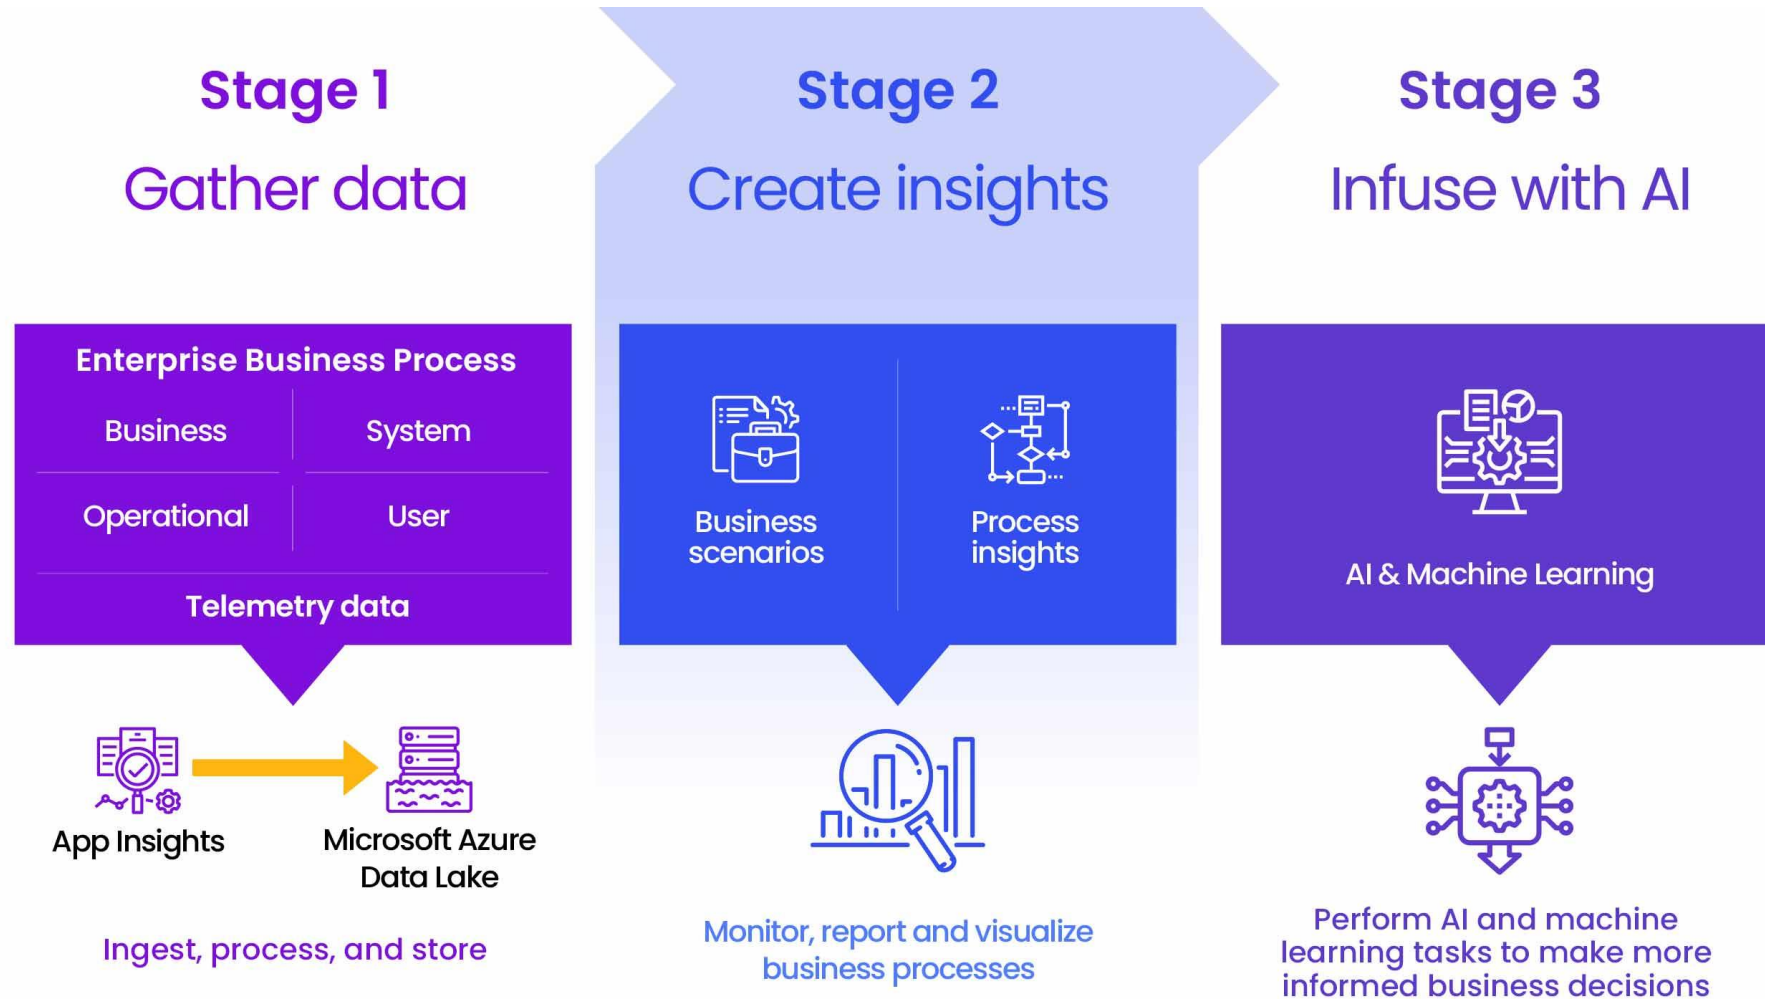 Stage 1
Gather data
Enterprise Business Process
Business
System
Operational
User
Telemetry data
App Insights
Microsoft Azure
Data Lake
Ingest, process, and store
Stage 2
Create insights
Business
scenarios
Process
insights
Monitor, report and visualize
business processes
Stage 3
Infuse with AI
AI & Machine Learning
Perform AI and machine
learning tasks to make more
informed business decisions